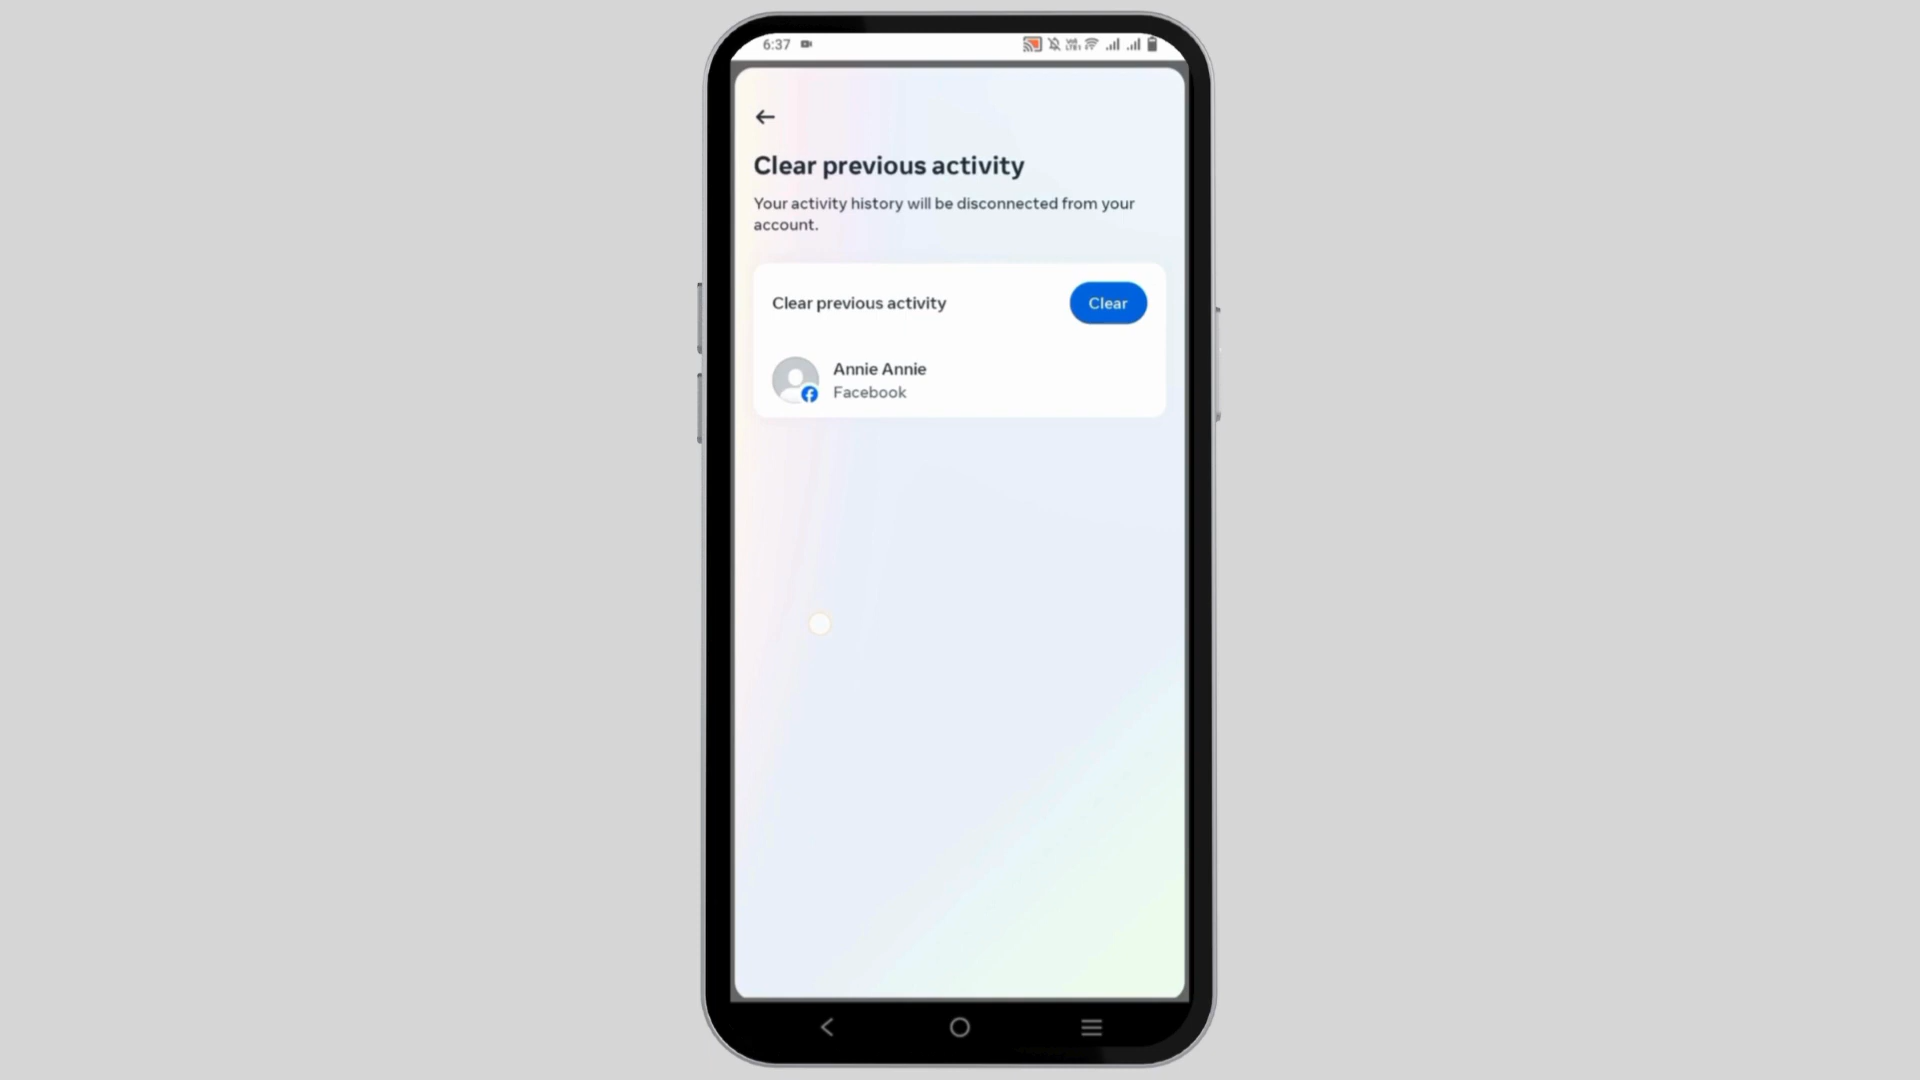 6:37
Clear previous activity
Your activity history will be disconnected from your
account.
Clear previous activity
Clear
Annie Annie
Facebook